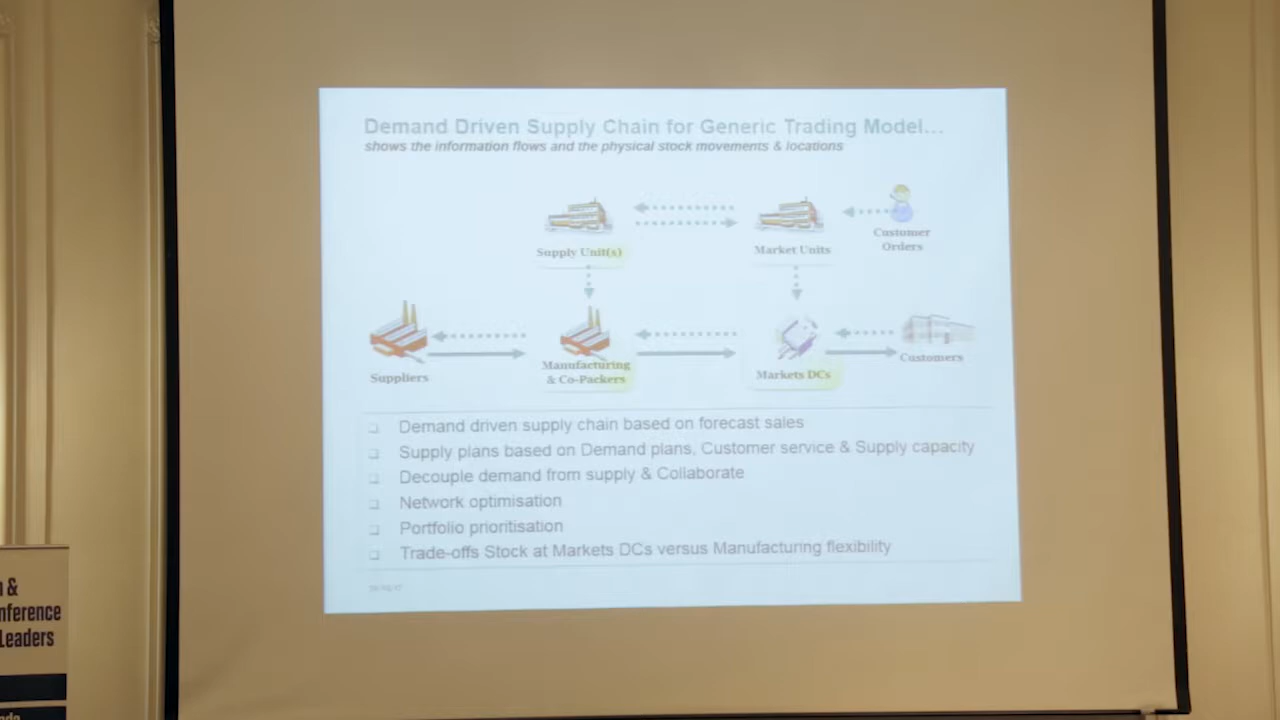 Demand Driven Supply Chain for Generic Trading Model...
shows the information flows and the physical stock movements & locations
Supply Unit(s)
Market Units
Customer
Orders
Suppliers
Manufacturing
& Co-Packers
Markets DCs
Customers
Demand driven supply chain based on forecast sales
Supply plans based on Demand plans, Customer service & Supply capacity
Decouple demand from supply & Collaborate
Network optimisation
Portfolio prioritisation
Trade-offs Stock at Markets DCs versus Manufacturing flexibility
&
nference
Leaders